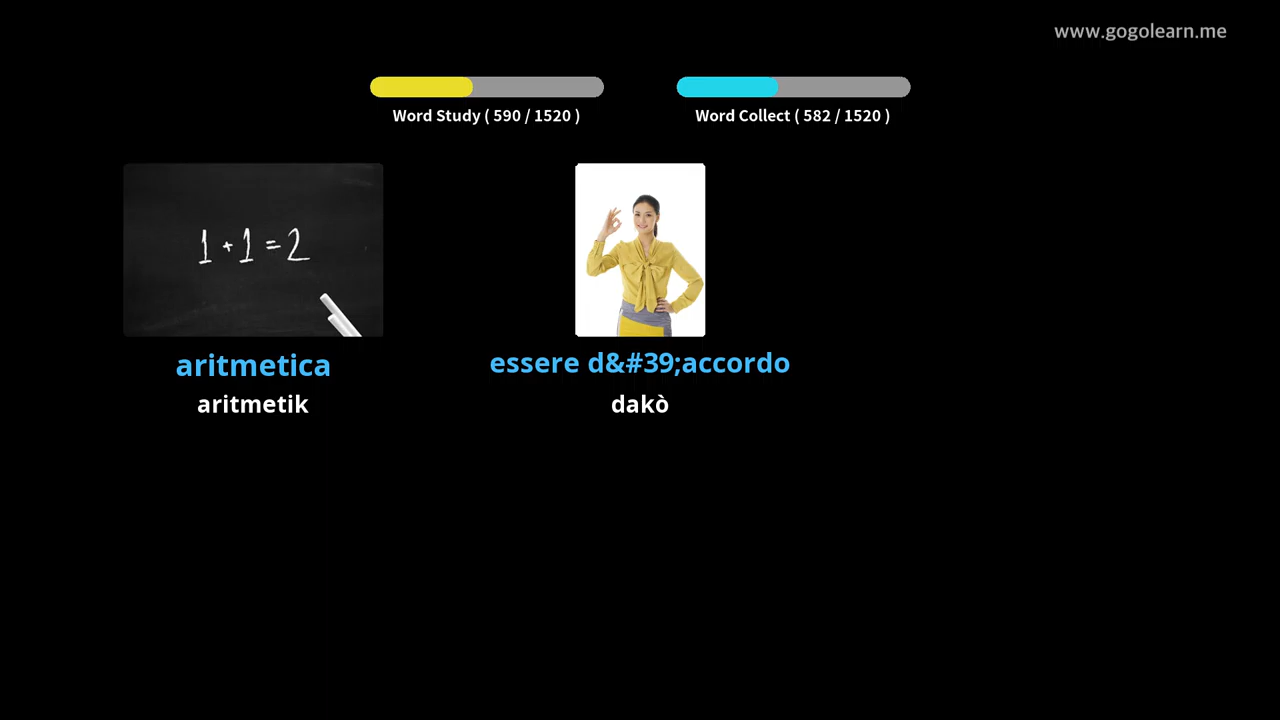 www.gogolearn.me
Word Study ( 590 / 1520 )
Word Collect ( 582 / 1520 )
1 + 1 = 2
aritmetica
essere d&#39;accordo
aritmetik
dakò